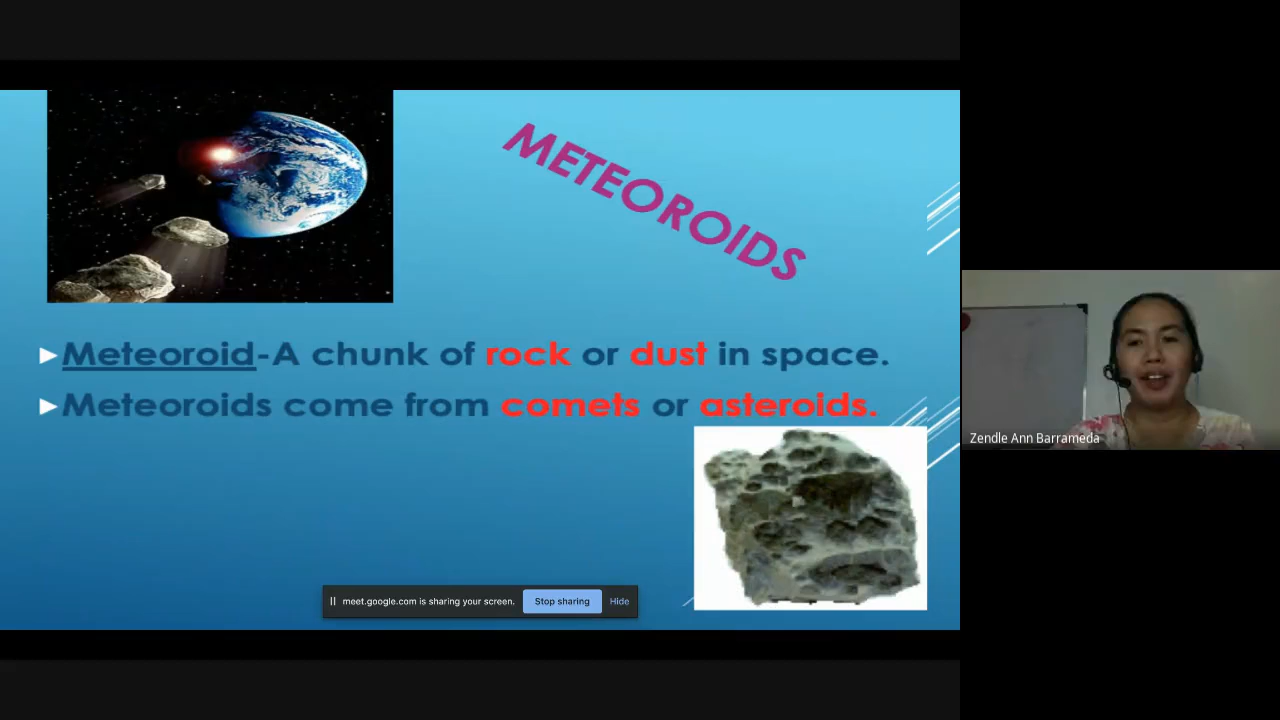 METEOROIDS
Meteoroid-A chunk of rock or dust in space.
Meteoroids come from comets or asteroids.
Zendle Ann Barrameda
meet.google.com is sharing your screen. Stop sharing Hide